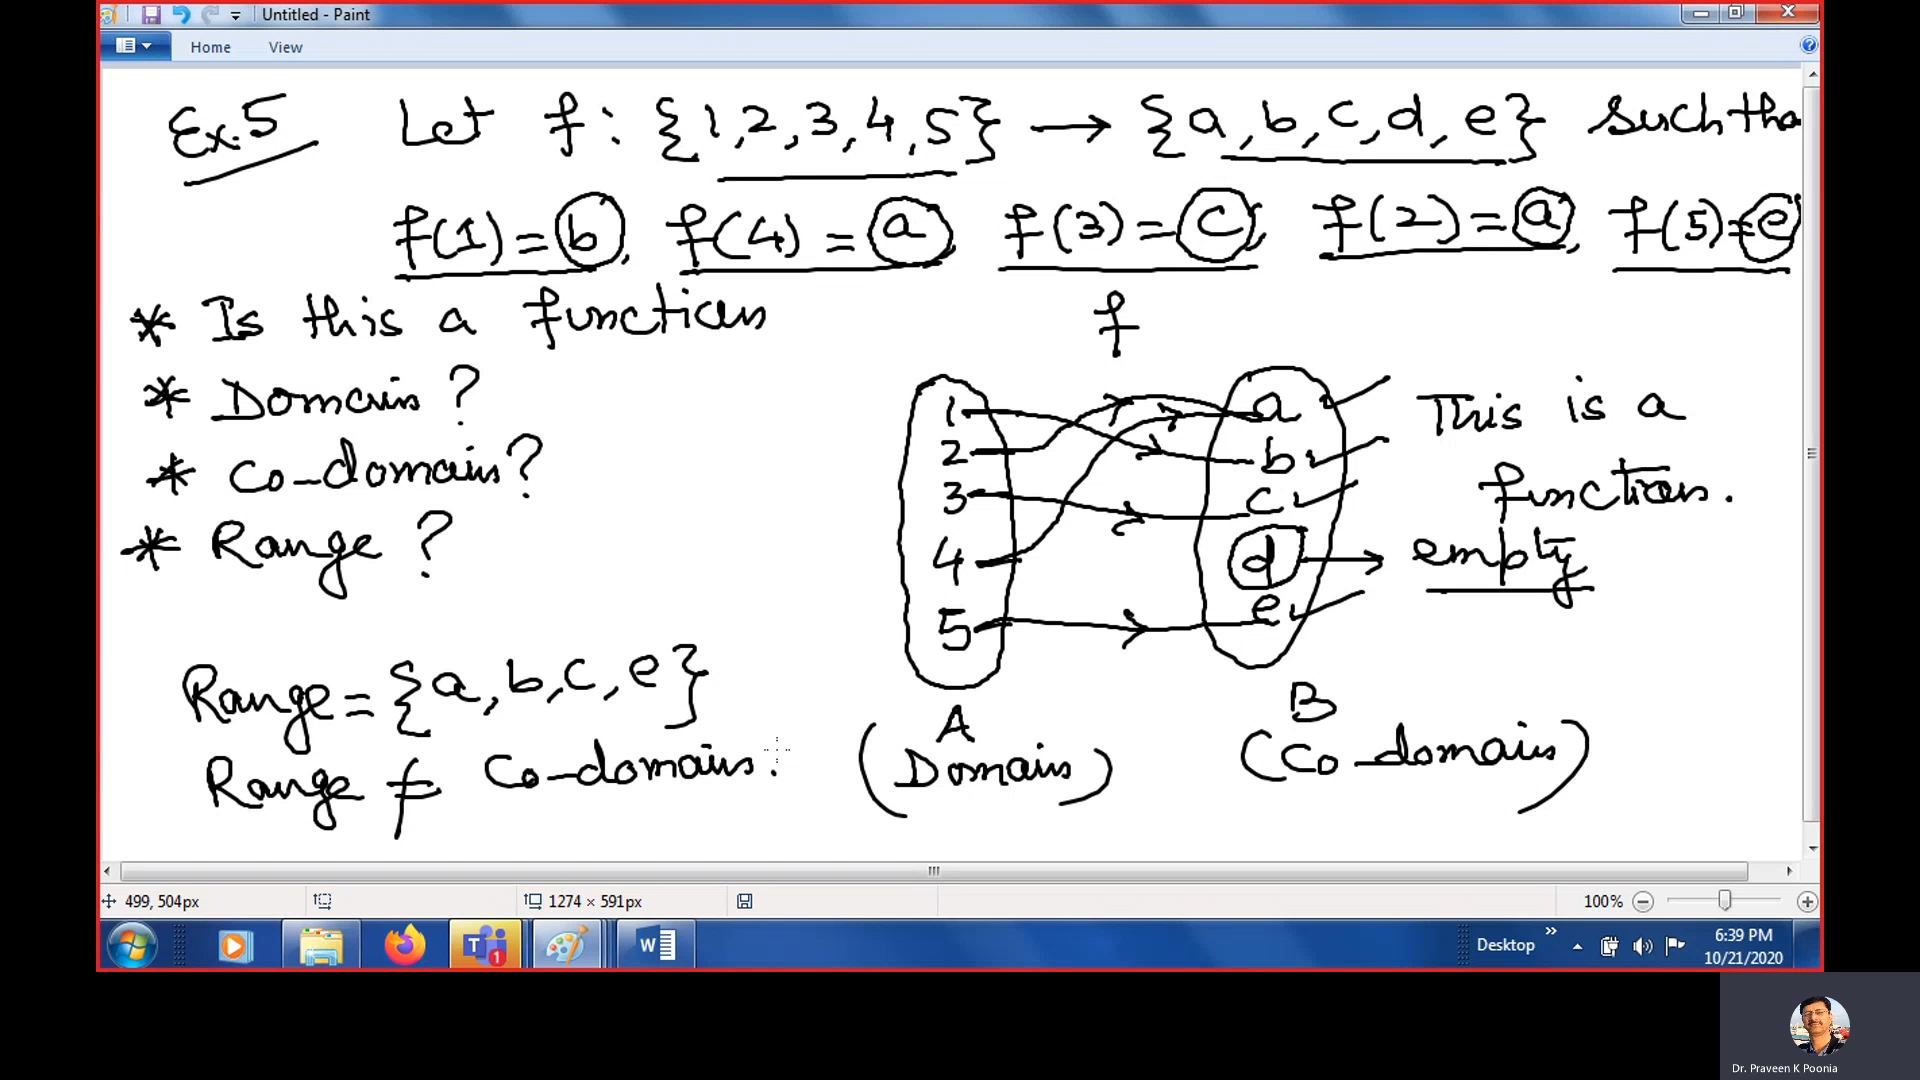 Untitled - Paint
Home View
Ex.5 Let f: {1,2,3,4,5} → {a,b,c,d,e} Such tha
f(1)=b, f(4)=a, f(3)=c, f(2)=a, f(5)=e
* Is this a function
* Domain?
* Co-domain?
* Range?
f
1
2
3
4
5
a
b
c
d
e
This is a
function.
empty
A
(Domain)
B
(Co-domain)
Range = {a,b,c,e}
Range ≠ Co-domain.
499, 504px 1274 × 591px 100%
1
W
Desktop 6:39 PM
10/21/2020
Dr. Praveen K Poonia